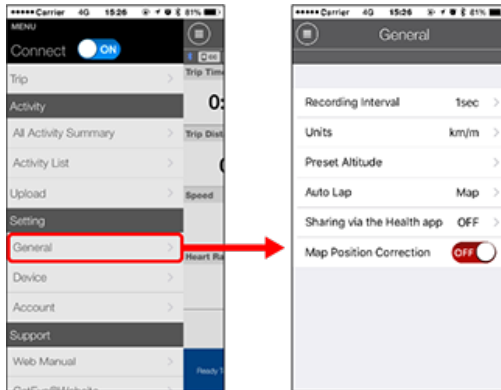 •••••Carrier 4G 15:26 81%
MENU
Connect ON
Trip
Trip Time
Activity
0:
All Activity Summary
Trip Dist
Activity List
Upload
Speed
Setting
General
Heart Ra
Device
Account
Support
Web Manual
Ready T
•••••Carrier 4G 15:26 81%
General
Recording Interval 1sec
Units km/m
Preset Altitude
Auto Lap Map
Sharing via the Health app OFF
Map Position Correction OFF